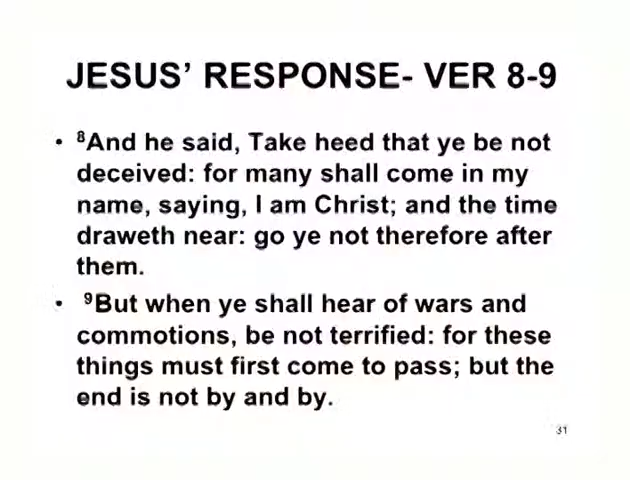 JESUS’ RESPONSE- VER 8-9
• ⁸And he said, Take heed that ye be not
deceived: for many shall come in my
name, saying, I am Christ; and the time
draweth near: go ye not therefore after
them.
• ⁹But when ye shall hear of wars and
commotions, be not terrified: for these
things must first come to pass; but the
end is not by and by.
31